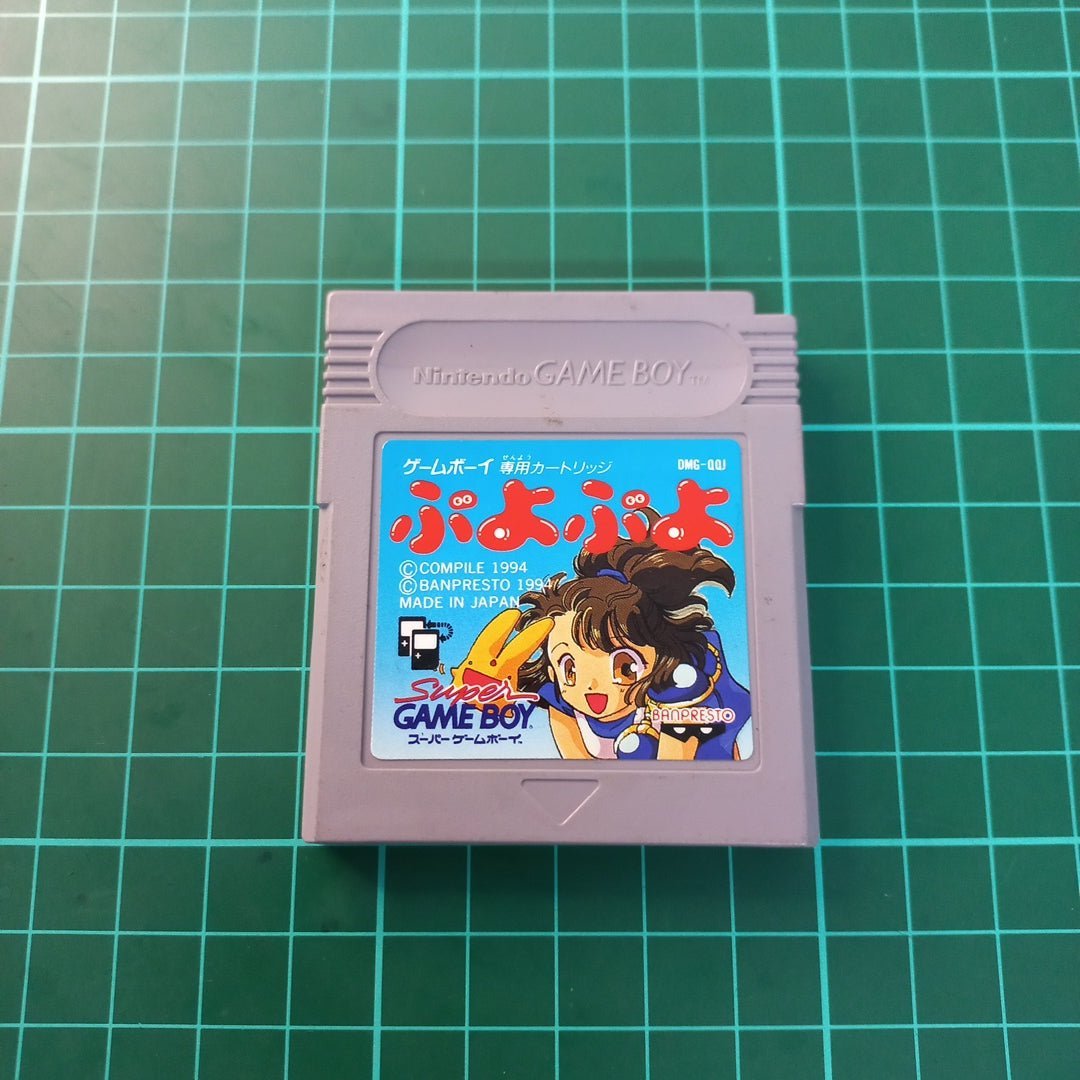 Nintendo GAME BOY TM
ゲームボーイ 専用カートリッジ DMG-QQJ
せんよう
ぷよぷよ
©COMPILE 1994
©BANPRESTO 1994
MADE IN JAPAN
Super
GAME BOY
スーパーゲームボーイ
BANPRESTO